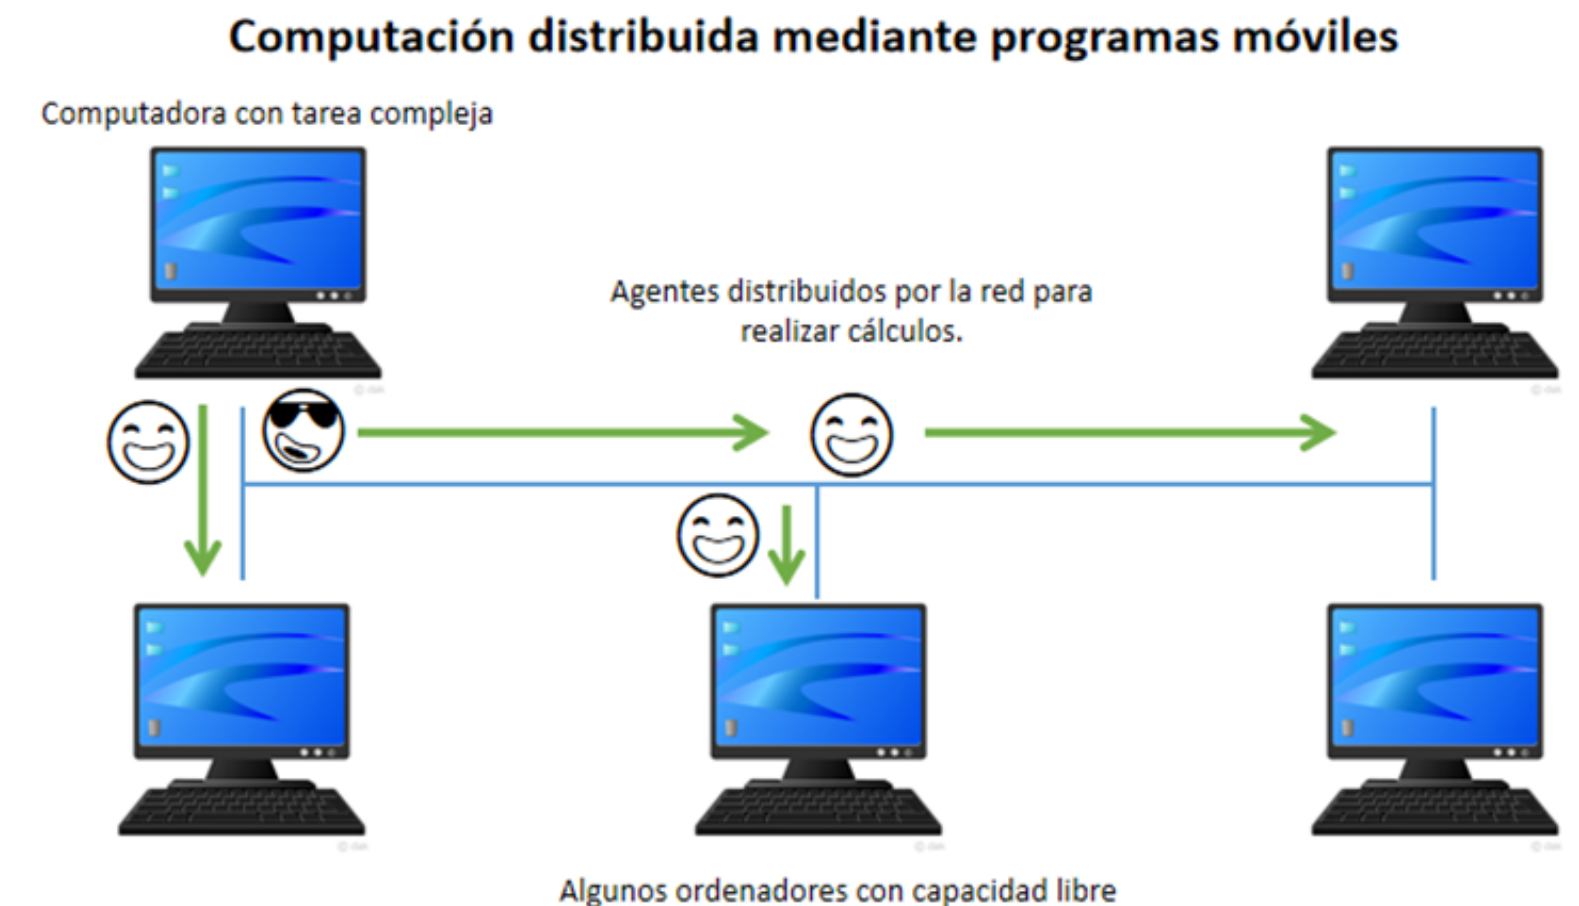 Computación distribuida mediante programas móviles
Computadora con tarea compleja
Agentes distribuidos por la red para
realizar cálculos.
Algunos ordenadores con capacidad libre